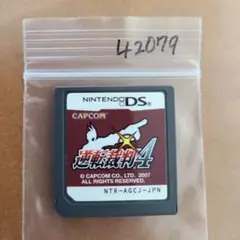 42079
NINTENDO DS
CAPCOM
逆転裁判4
© CAPCOM CO., LTD. 2007
ALL RIGHTS RESERVED.
NTR-AGCJ-JPN